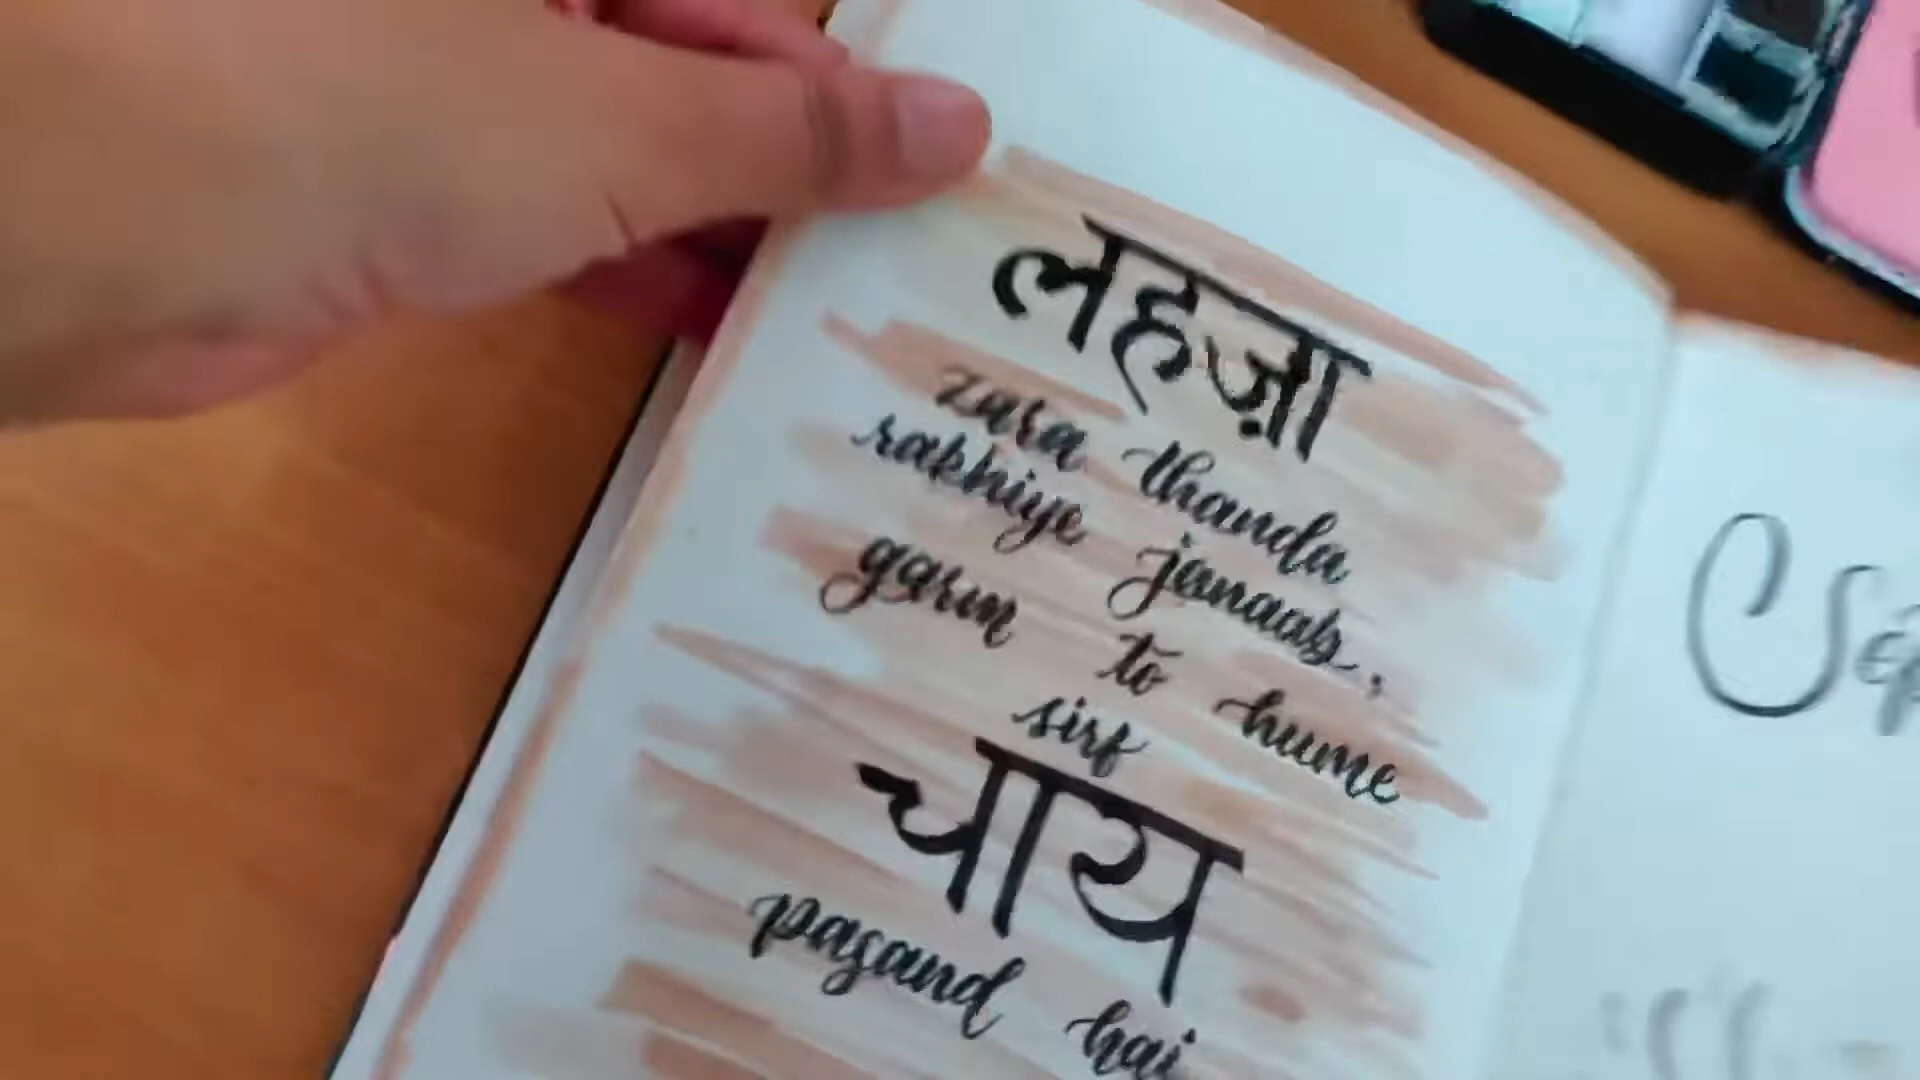 लहज़ा
zara thanda
rakhiye janaab,
garm to hume
sirf
चाय
pasand hai